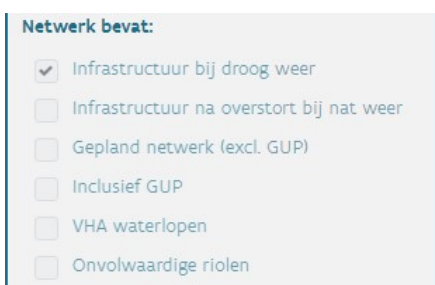 Netwerk bevat:
Infrastructuur bij droog weer
Infrastructuur na overstort bij nat weer
Gepland netwerk (excl. GUP)
Inclusief GUP
VHA waterlopen
Onvolwaardige riolen